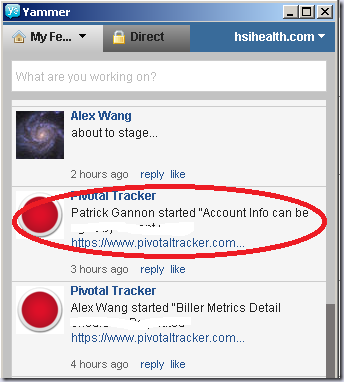 Yammer
My Fe...
Direct
hsihealth.com
What are you working on?
Alex Wang
about to stage...
2 hours ago reply like
Pivotal Tracker
Patrick Gannon started "Account Info can be
https://www.pivotaltracker.com...
3 hours ago reply like
Pivotal Tracker
Alex Wang started "Biller Metrics Detail
https://www.pivotaltracker.com...
4 hours ago reply like